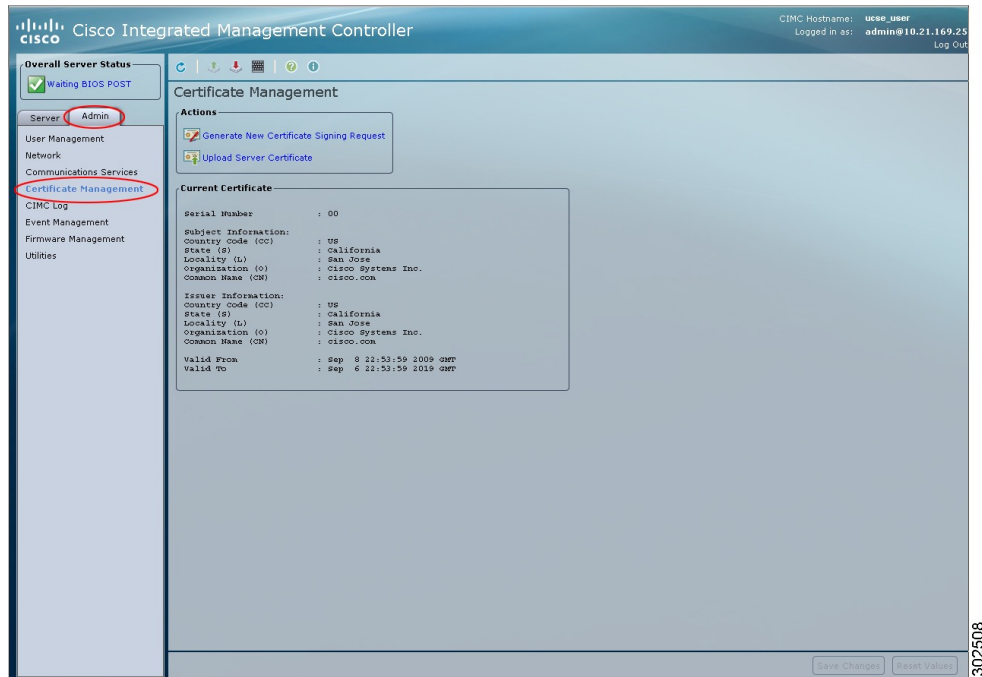 CISCO
Cisco Integrated Management Controller
CIMC Hostname: ucse_user
Logged in as: admin@10.21.169.25
Log Out
Overall Server Status
Waiting BIOS POST
Server Admin
User Management
Network
Communications Services
Certificate Management
CIMC Log
Event Management
Firmware Management
Utilities
Certificate Management
Actions
Generate New Certificate Signing Request
Upload Server Certificate
Current Certificate
Serial Number : 00
Subject Information:
Country Code (CC) : US
State (S) : California
Locality (L) : San Jose
Organization (O) : Cisco Systems Inc.
Common Name (CN) : cisco.com
Issuer Information:
Country Code (CC) : US
State (S) : California
Locality (L) : San Jose
Organization (O) : Cisco Systems Inc.
Common Name (CN) : cisco.com
Valid From : Sep 8 22:53:59 2009 GMT
Valid To : Sep 6 22:53:59 2019 GMT
Save Changes Reset Values
302508